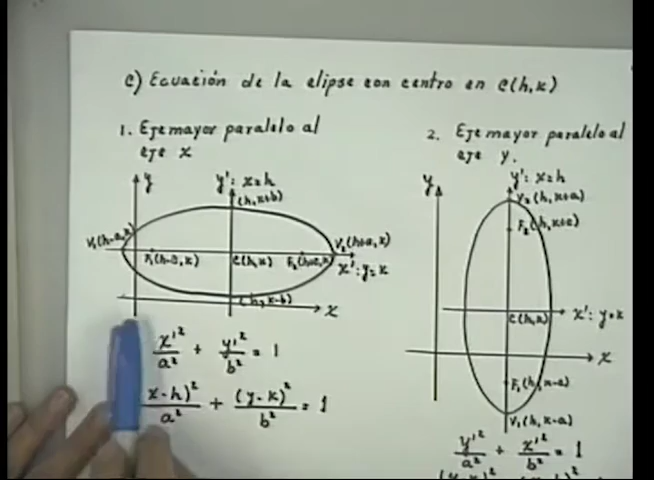 c) Ecuación de la elipse con centro en C(h,k)
1. Eje mayor paralelo al
eje x
y
y': x=h
(h,k+b)
V₁(h-a,k)
V₂(h+a,k)
F₁(h-c,k)
C(h,k)
F₂(h+c,k)
x': y=k
(h,k-b)
x
x'²/a² + y'²/b² = 1
x-h)²/a² + (y-k)²/b² = 1
2. Eje mayor paralelo al
eje y.
y
y': x=h
V₂(h,k+a)
F₂(h,k+c)
C(h,k)
x': y=k
x
F₁(h,k-c)
V₁(h,k-a)
y'²/a² + x'²/b² = 1